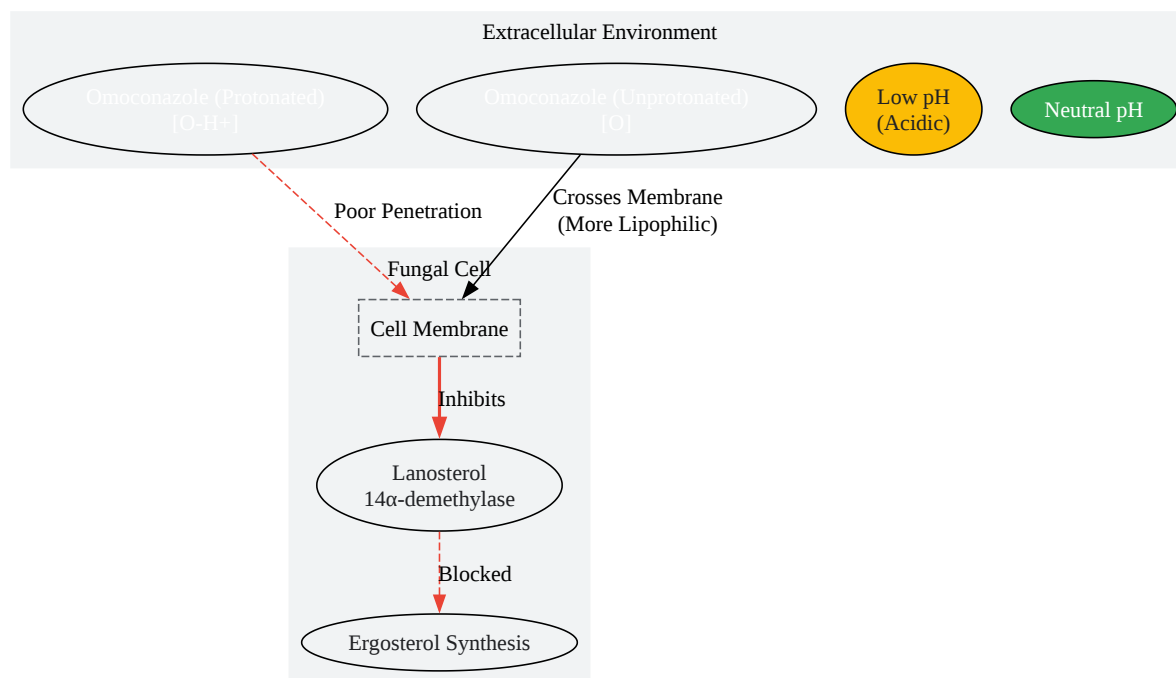 Extracellular Environment
Omoconazole (Protonated)
[O-H+]
Omoconazole (Unprotonated)
[O]
Low pH
(Acidic)
Neutral pH
Poor Penetration
Crosses Membrane
(More Lipophilic)
Fungal Cell
Cell Membrane
Inhibits
Lanosterol
14α-demethylase
Blocked
Ergosterol Synthesis